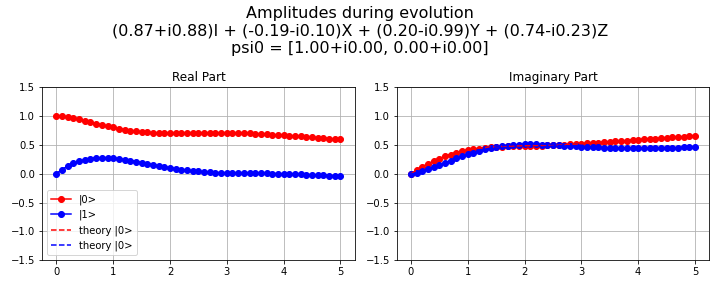 Amplitudes during evolution
(0.87+i0.88)I + (-0.19-i0.10)X + (0.20-i0.99)Y + (0.74-i0.23)Z
psi0 = [1.00+i0.00, 0.00+i0.00]
Real Part
1.5
1.0
0.5
0.0
−0.5
−1.0
−1.5
|0>
|1>
theory |0>
theory |0>
0 1 2 3 4 5
Imaginary Part
1.5
1.0
0.5
0.0
−0.5
−1.0
−1.5
0 1 2 3 4 5